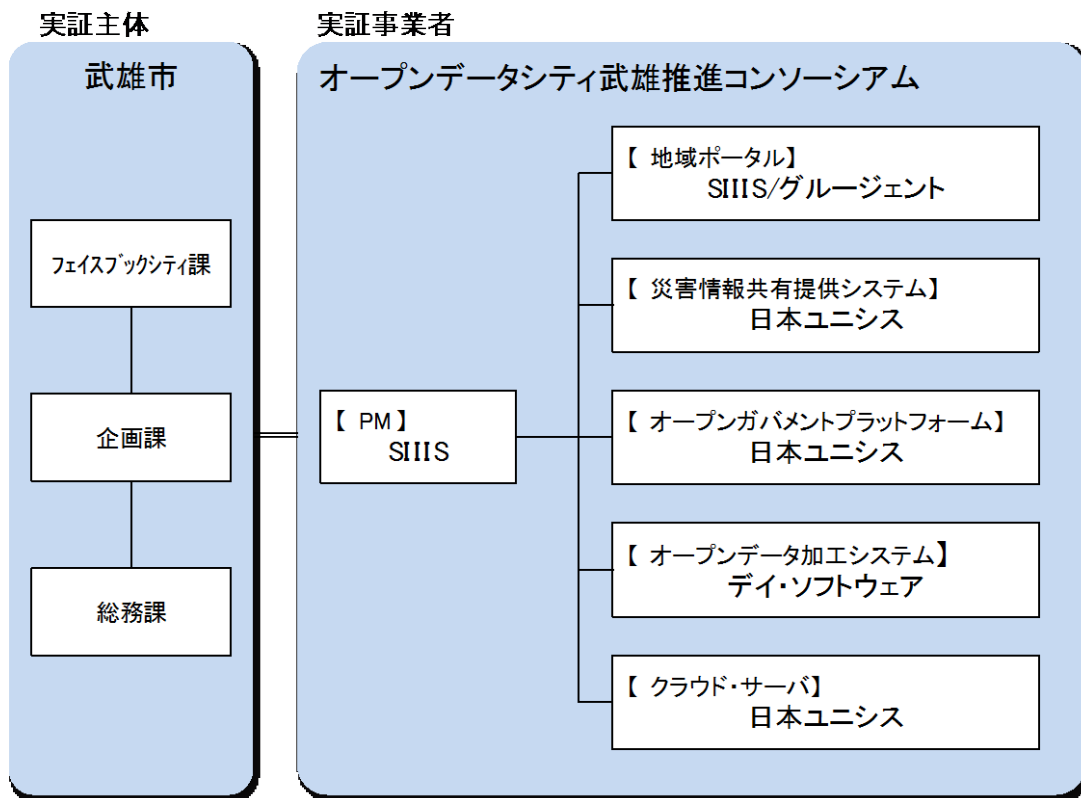 実証主体
武雄市
フェイスブックシティ課
企画課
総務課
実証事業者
オープンデータシティ武雄推進コンソーシアム
【 PM】
SIIIS
【 地域ポータル】
SIIIS/グルージェント
【 災害情報共有提供システム】
日本ユニシス
【 オープンガバメントプラットフォーム】
日本ユニシス
【 オープンデータ加工システム】
デイ・ソフトウェア
【 クラウド・サーバ】
日本ユニシス